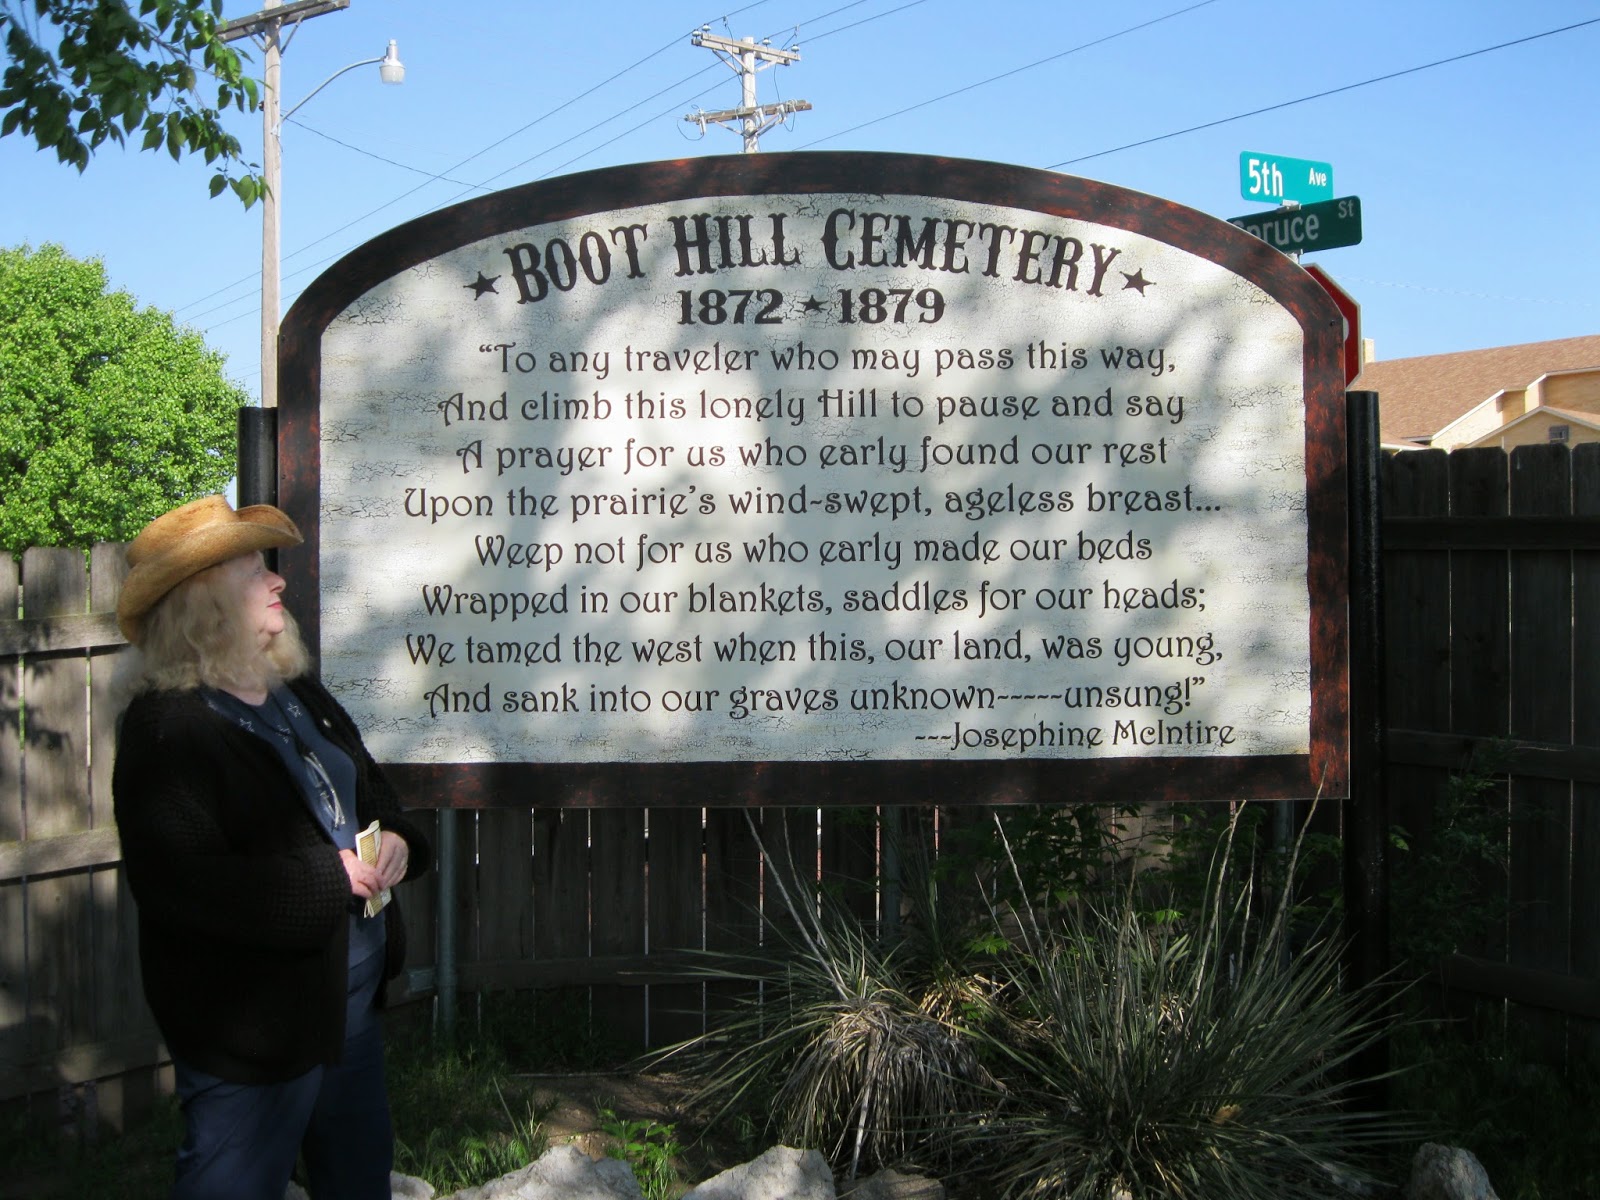 5th Ave
Spruce St
BOOT HILL CEMETERY
1872 ★ 1879
“To any traveler who may pass this way,
And climb this lonely Hill to pause and say
A prayer for us who early found our rest
Upon the prairie's wind-swept, ageless breast...
Weep not for us who early made our beds
Wrapped in our blankets, saddles for our heads;
We tamed the west when this, our land, was young,
And sank into our graves unknown-----unsung!”
---Josephine McIntire